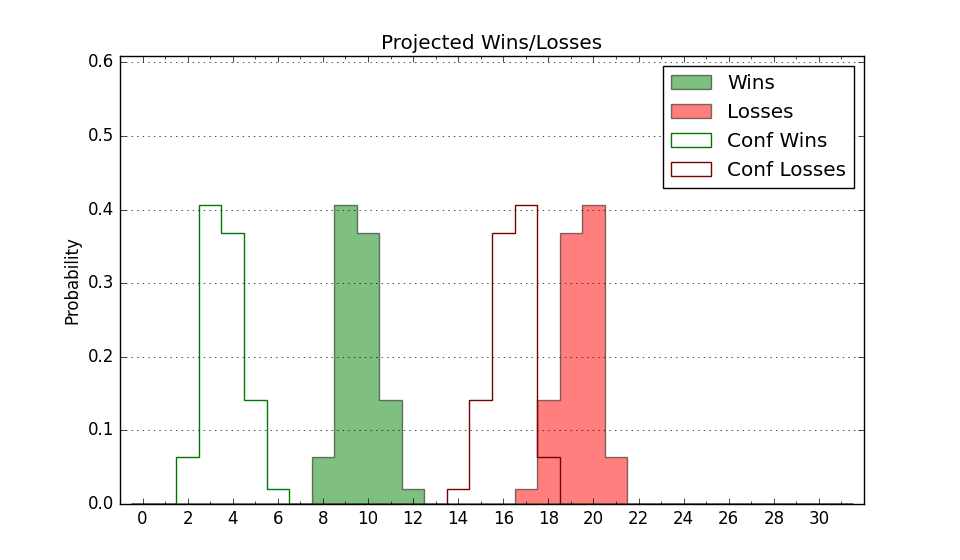 Projected Wins/Losses
0.6
0.5
0.4
0.3
0.2
0.1
0.0
Probability
Wins
Losses
Conf Wins
Conf Losses
0 2 4 6 8 10 12 14 16 18 20 22 24 26 28 30